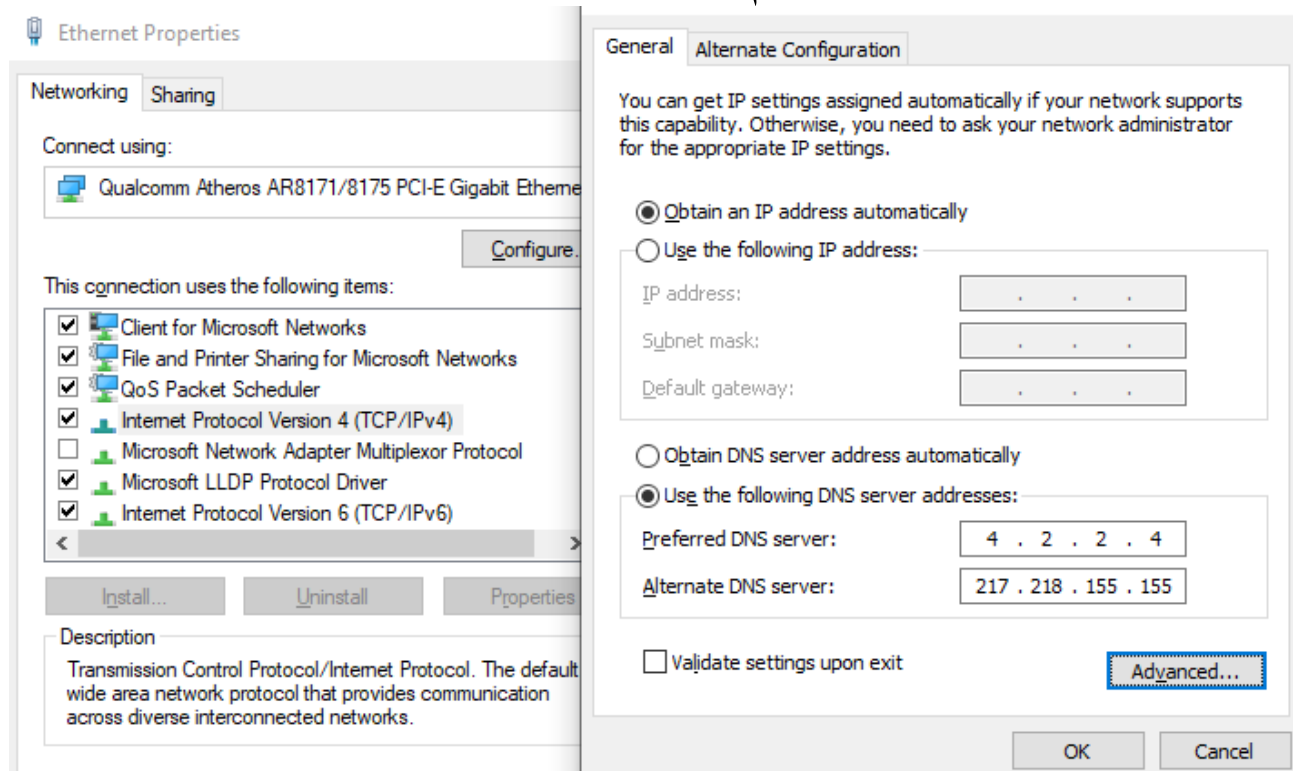 Ethernet Properties
Networking
Sharing
Connect using:
Qualcomm Atheros AR8171/8175 PCI-E Gigabit Etherne
Configure.
This connection uses the following items:
Client for Microsoft Networks
File and Printer Sharing for Microsoft Networks
QoS Packet Scheduler
Internet Protocol Version 4 (TCP/IPv4)
Microsoft Network Adapter Multiplexor Protocol
Microsoft LLDP Protocol Driver
Internet Protocol Version 6 (TCP/IPv6)
Install...
Uninstall
Properties
Description
Transmission Control Protocol/Internet Protocol. The default
wide area network protocol that provides communication
across diverse interconnected networks.
General
Alternate Configuration
You can get IP settings assigned automatically if your network supports
this capability. Otherwise, you need to ask your network administrator
for the appropriate IP settings.
Obtain an IP address automatically
Use the following IP address:
IP address:
. . .
Subnet mask:
. . .
Default gateway:
. . .
Obtain DNS server address automatically
Use the following DNS server addresses:
Preferred DNS server:
4 . 2 . 2 . 4
Alternate DNS server:
217 . 218 . 155 . 155
Validate settings upon exit
Advanced...
OK
Cancel